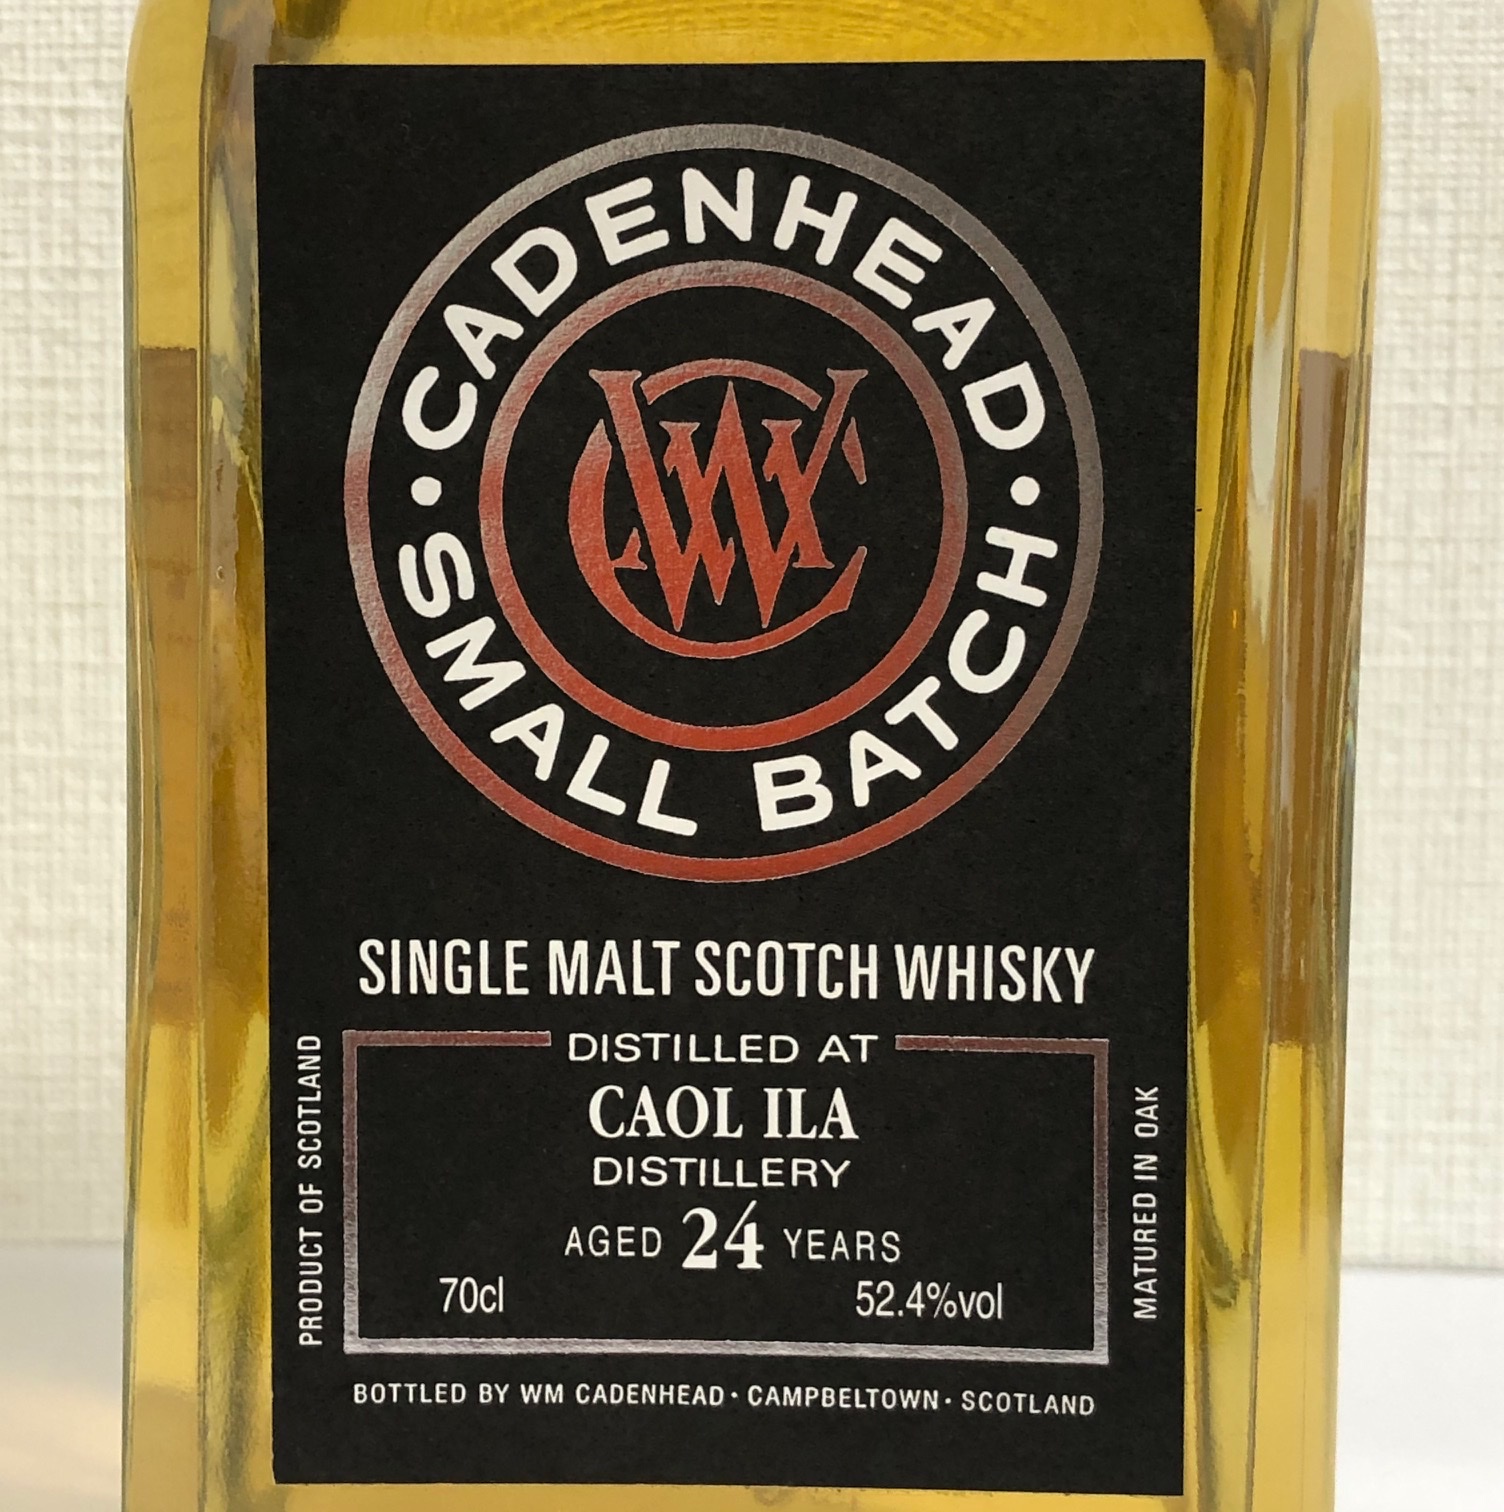 CADENHEAD
WC
SMALL BATCH
SINGLE MALT SCOTCH WHISKY
DISTILLED AT
CAOL ILA
DISTILLERY
AGED 24 YEARS
70cl 52.4%vol
PRODUCT OF SCOTLAND
MATURED IN OAK
BOTTLED BY WM CADENHEAD · CAMPBELTOWN · SCOTLAND